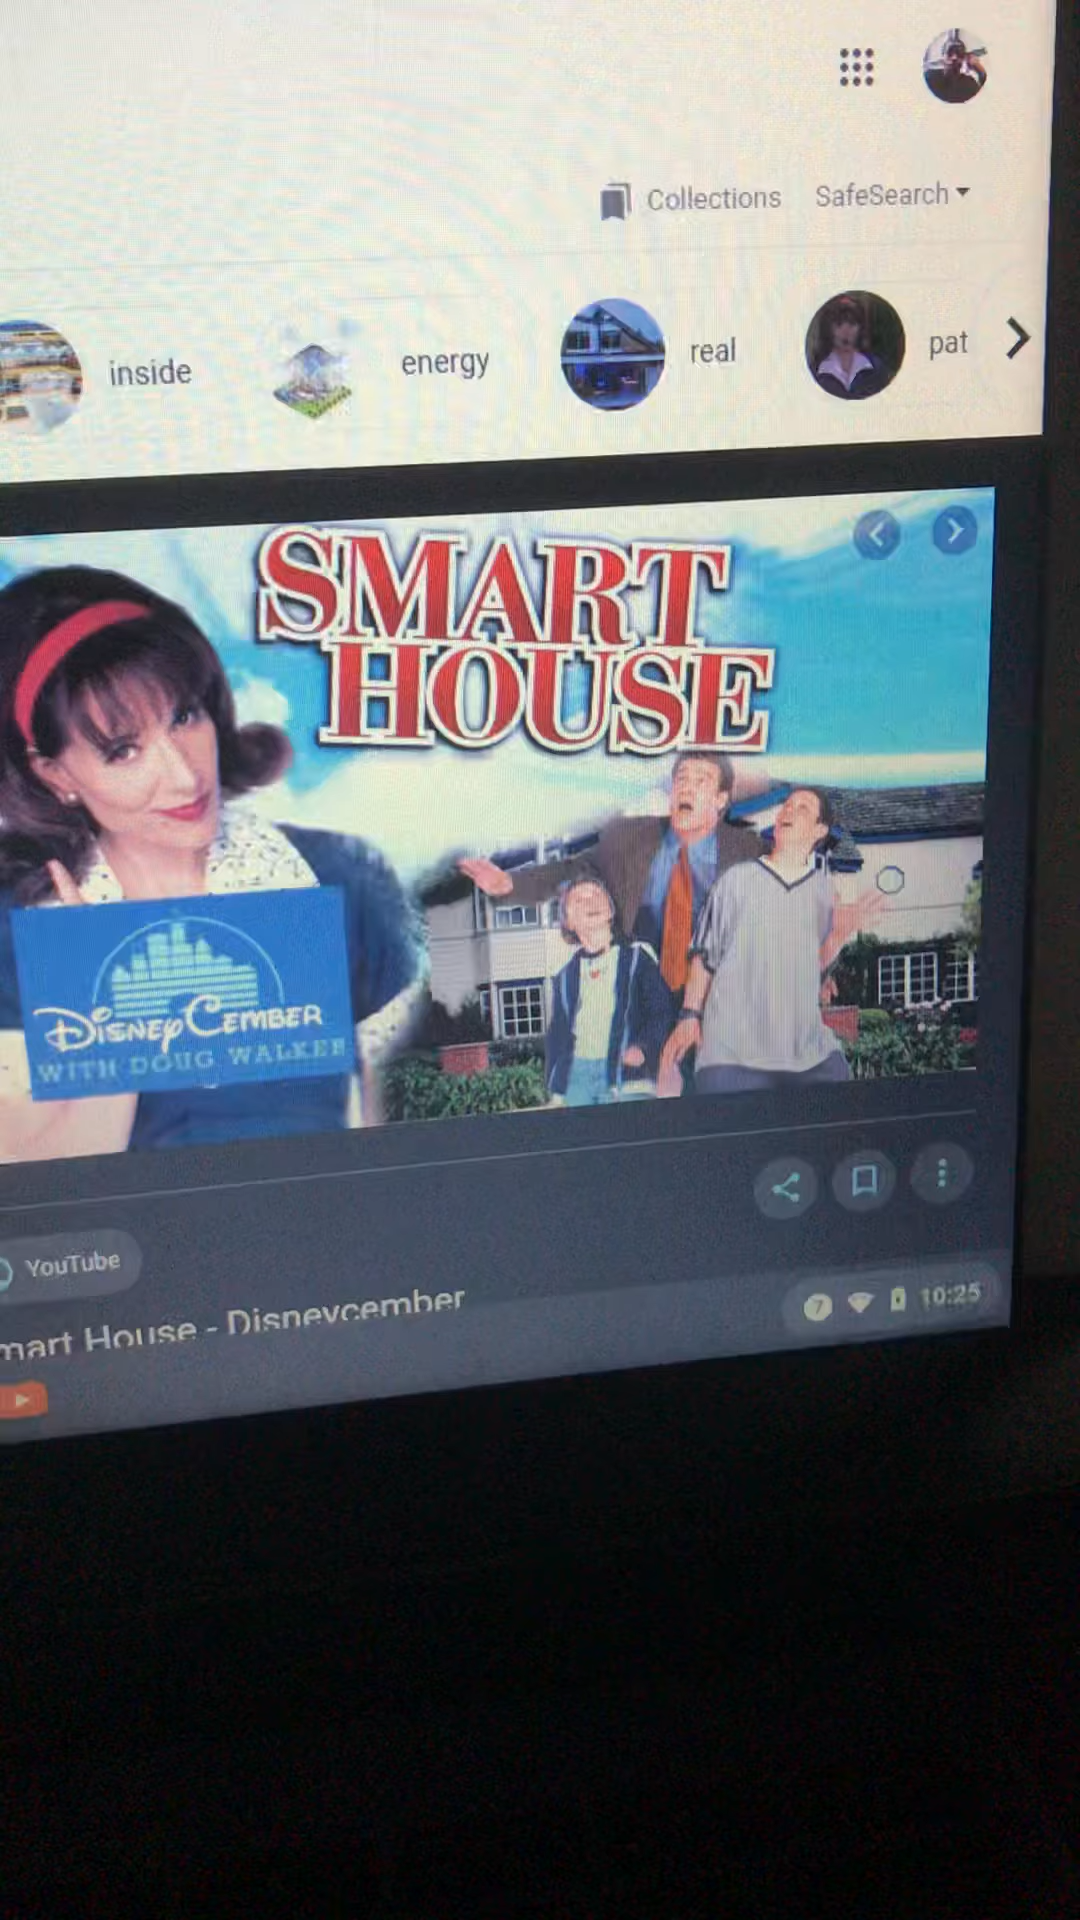 Collections SafeSearch
inside energy real pat
SMART
HOUSE
DISNEYCEMBER
WITH DOUG WALKER
YouTube
mart House - Disneycember
7 10:25